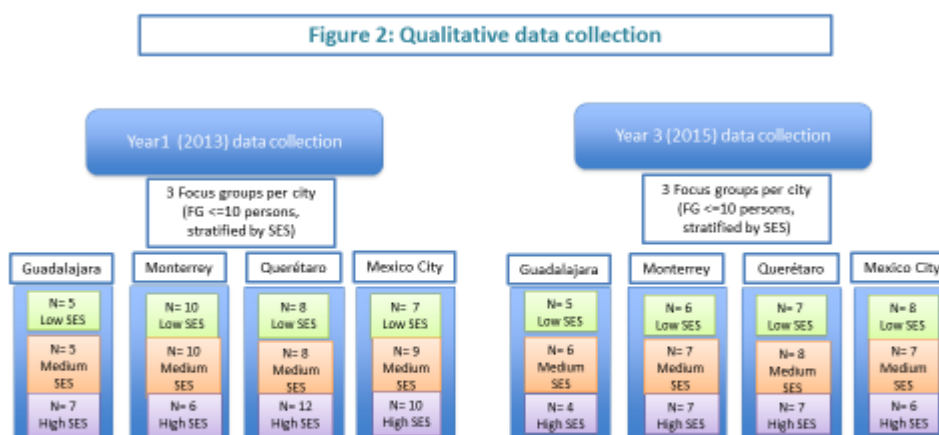 Figure 2: Qualitative data collection
Year1 (2013) data collection
3 Focus groups per city
(FG <=10 persons,
stratified by SES)
Guadalajara
Monterrey
Querétaro
Mexico City
N= 5
Low SES
N= 10
Low SES
N= 8
Low SES
N= 7
Low SES
N= 5
Medium
SES
N= 10
Medium
SES
N= 8
Medium
SES
N= 9
Medium
SES
N= 7
High SES
N= 6
High SES
N= 12
High SES
N= 10
High SES
Year 3 (2015) data collection
3 Focus groups per city
(FG <=10 persons,
stratified by SES)
Guadalajara
Monterrey
Querétaro
Mexico City
N= 5
Low SES
N= 6
Low SES
N= 7
Low SES
N= 8
Low SES
N= 6
Medium
SES
N= 7
Medium
SES
N= 8
Medium
SES
N= 7
Medium
SES
N= 4
High SES
N= 7
High SES
N= 7
High SES
N= 6
High SES